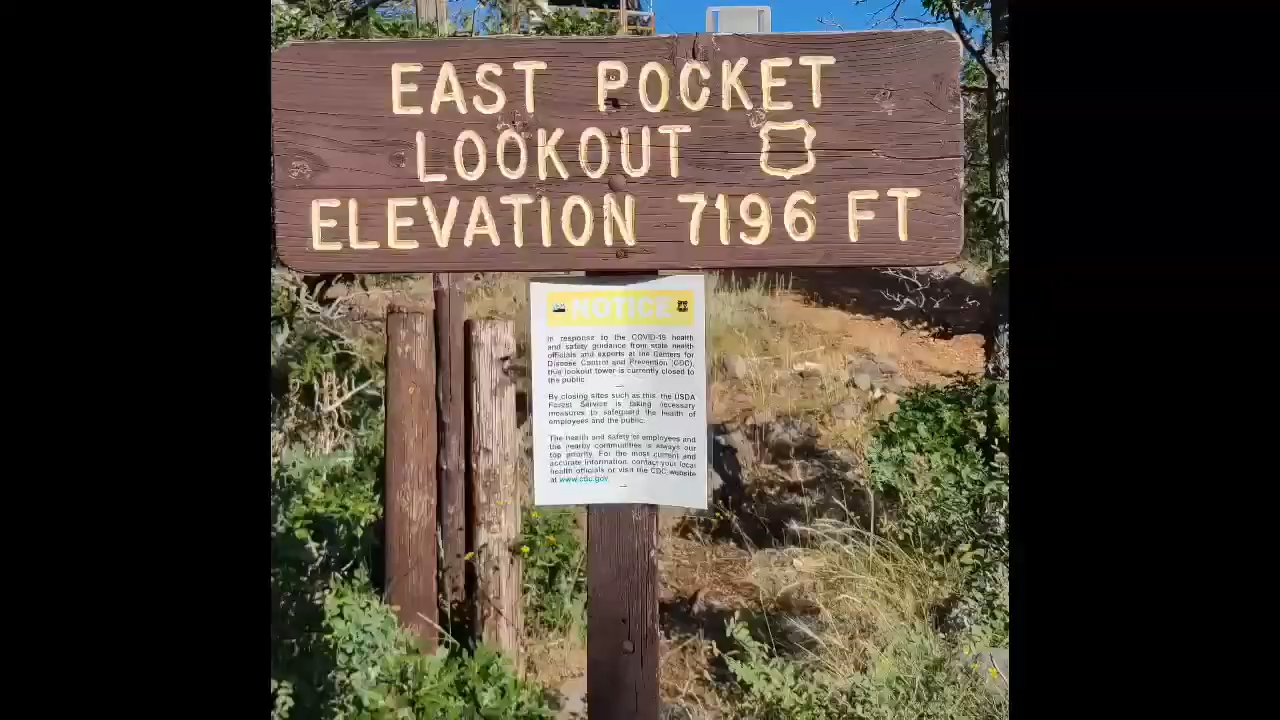 EAST POCKET
LOOKOUT
ELEVATION 7196 FT
NOTICE
In response to the COVID-19 health
and safety guidance from state health
officials and experts at the Centers for
Disease Control and Prevention (CDC),
this lookout tower is currently closed to
the public.
By closing sites such as this, the USDA
Forest Service is taking necessary
measures to safeguard the health of
employees and the public.
The health and safety of employees and
the nearby communities is always our
top priority. For the most current and
accurate information, contact your local
health officials or visit the CDC website
at www.cdc.gov.